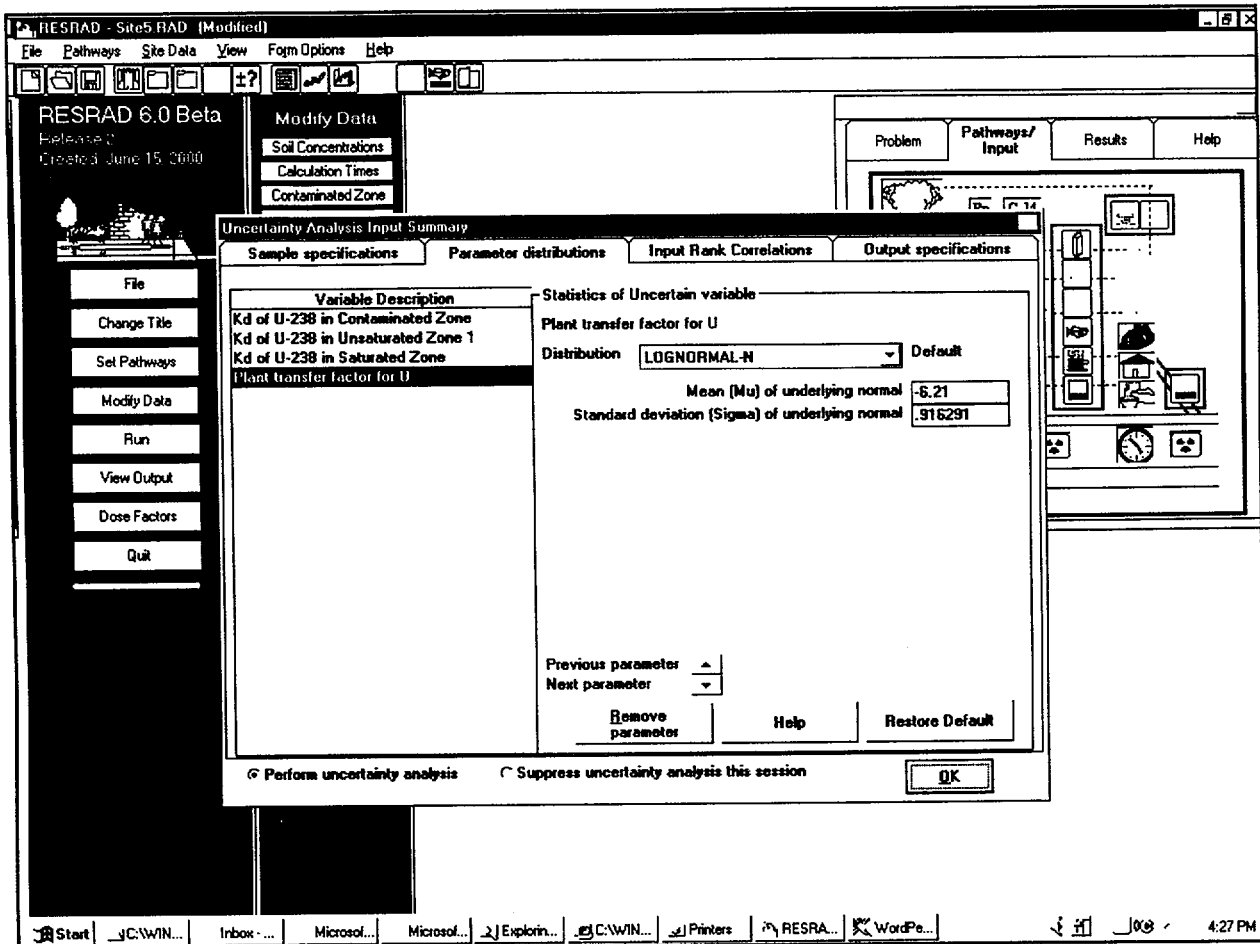 RESRAD - Site5.RAD (Modified)
File Pathways Site Data View Form Options Help
±?
RESRAD 6.0 Beta
Release 2
Created: June 15, 2000
Modify Data
Soil Concentrations
Calculation Times
Contaminated Zone
Problem
Pathways/
Input
Results
Help
Rn C-14
File
Change Title
Set Pathways
Modify Data
Run
View Output
Dose Factors
Quit
Uncertainty Analysis Input Summary
Sample specifications
Parameter distributions
Input Rank Correlations
Output specifications
Variable Description
Kd of U-238 in Contaminated Zone
Kd of U-238 in Unsaturated Zone 1
Kd of U-238 in Saturated Zone
Plant transfer factor for U
Statistics of Uncertain variable
Plant transfer factor for U
Distribution LOGNORMAL-N Default
Mean (Mu) of underlying normal -6.21
Standard deviation (Sigma) of underlying normal .916291
Previous parameter
Next parameter
Remove
parameter
Help
Restore Default
Perform uncertainty analysis
Suppress uncertainty analysis this session
OK
Start C:\WIN... Inbox - ... Microsof... Microsof... Explorin... C:\WIN... Printers RESRA... WordPe... 4:27 PM